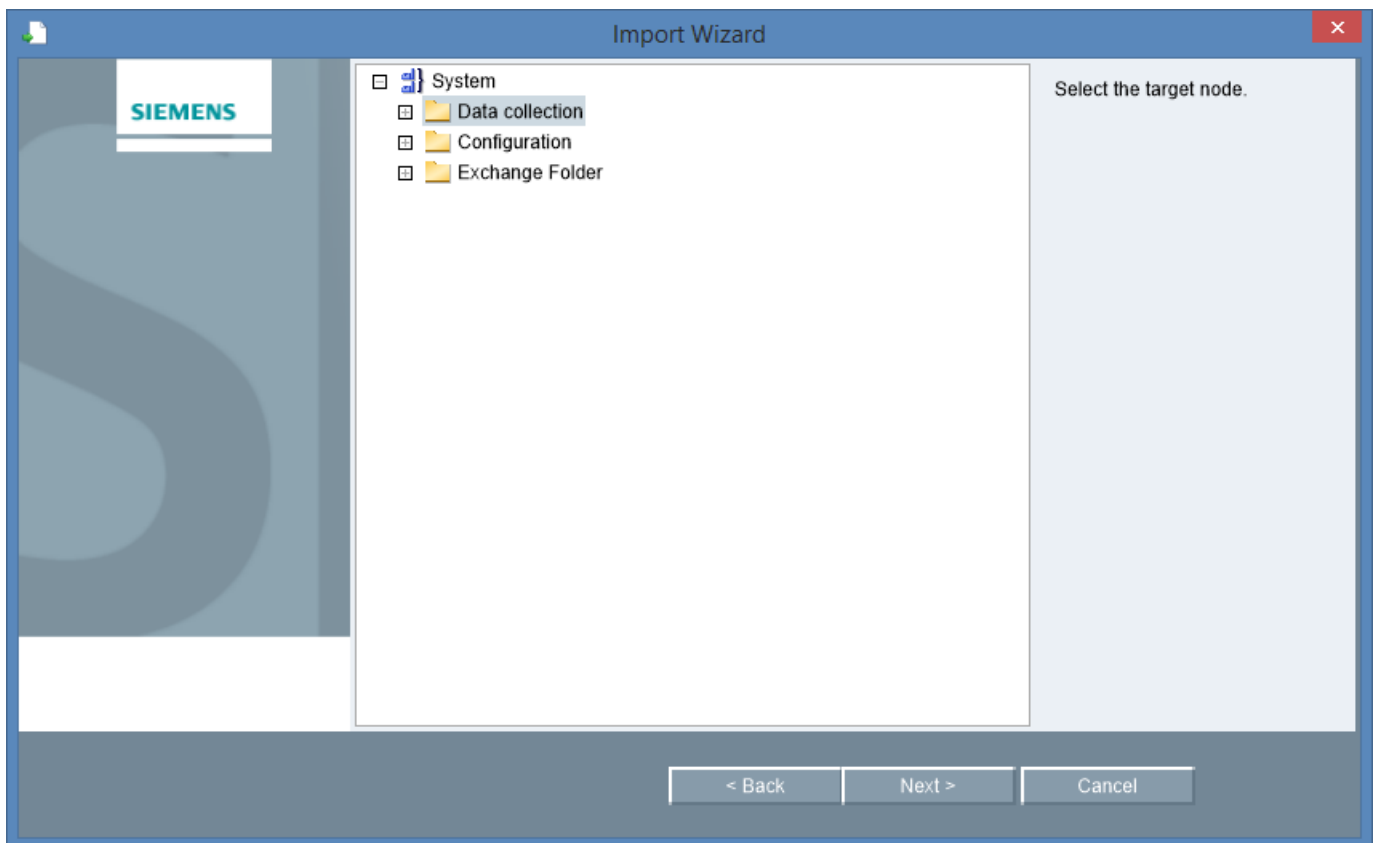 Import Wizard
SIEMENS
System
Data collection
Configuration
Exchange Folder
Select the target node.
< Back
Next >
Cancel